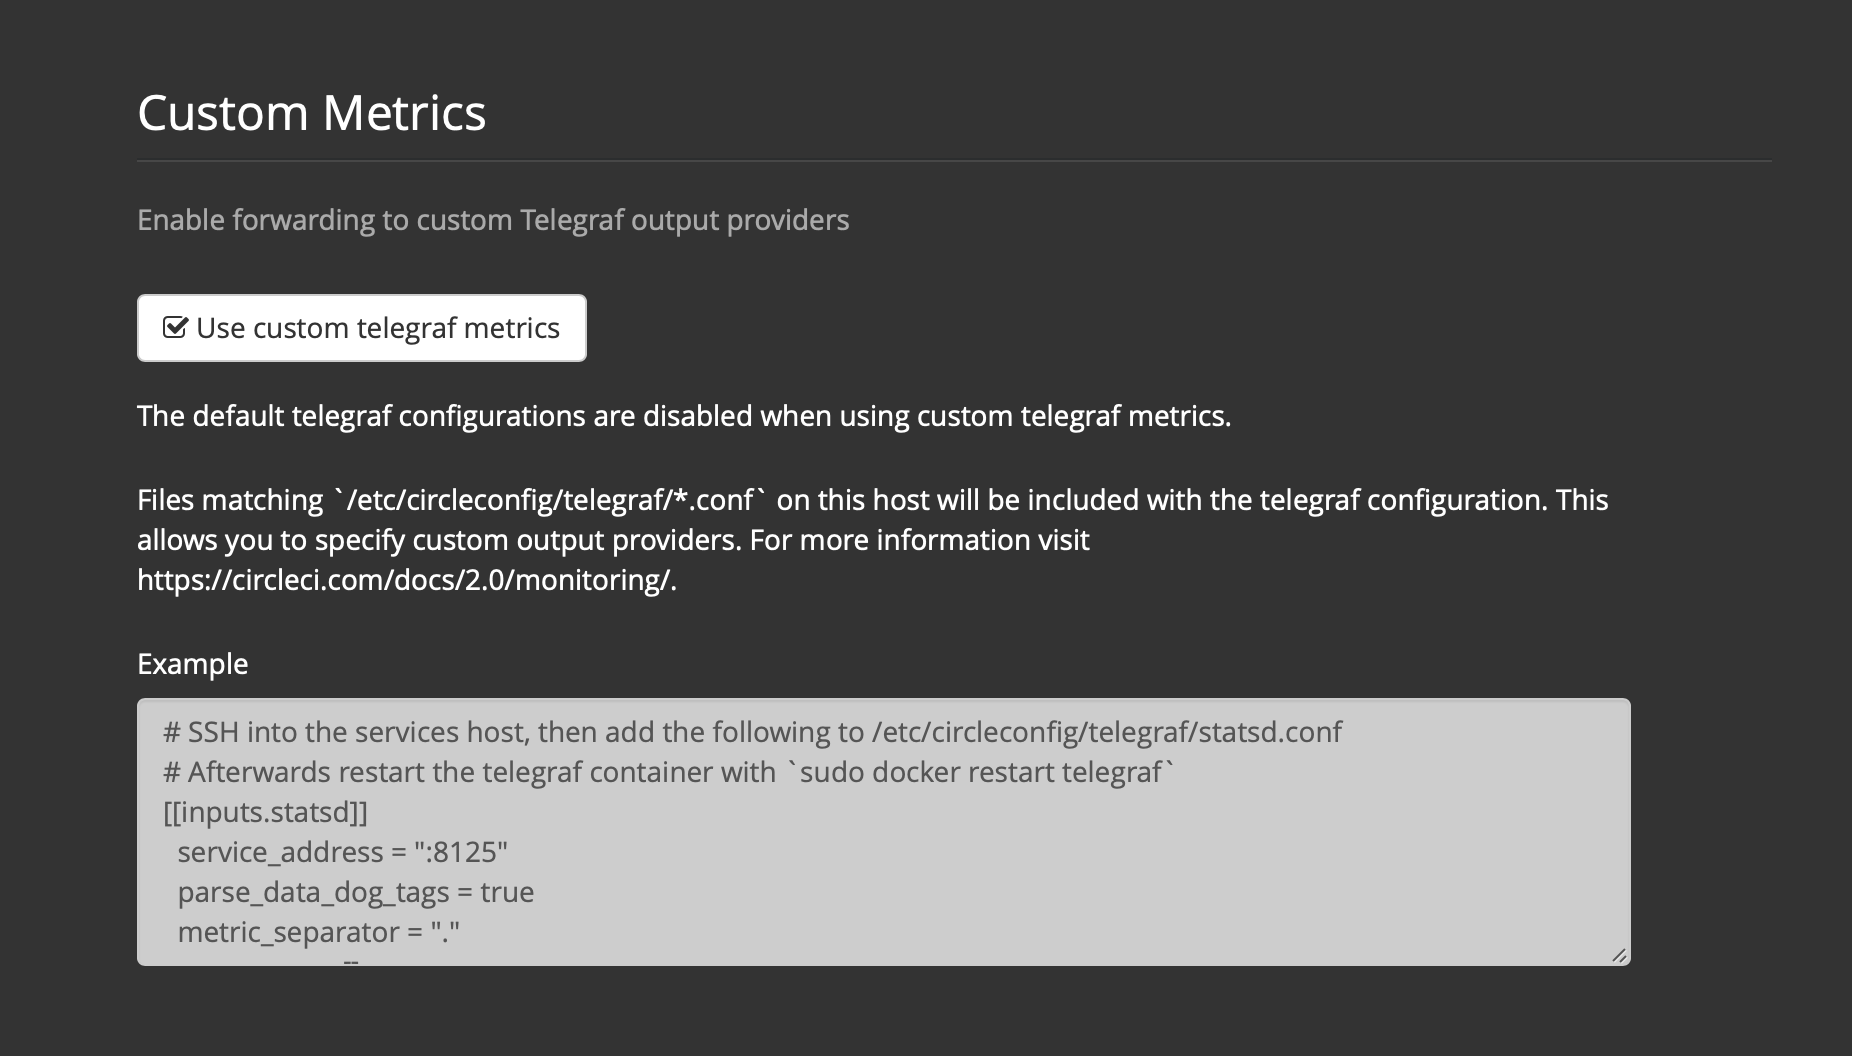 Custom Metrics
Enable forwarding to custom Telegraf output providers
Use custom telegraf metrics
The default telegraf configurations are disabled when using custom telegraf metrics.
Files matching `/etc/circleconfig/telegraf/*.conf` on this host will be included with the telegraf configuration. This
allows you to specify custom output providers. For more information visit
https://circleci.com/docs/2.0/monitoring/.
Example
# SSH into the services host, then add the following to /etc/circleconfig/telegraf/statsd.conf
# Afterwards restart the telegraf container with `sudo docker restart telegraf`
[[inputs.statsd]]
  service_address = ":8125"
  parse_data_dog_tags = true
  metric_separator = "."